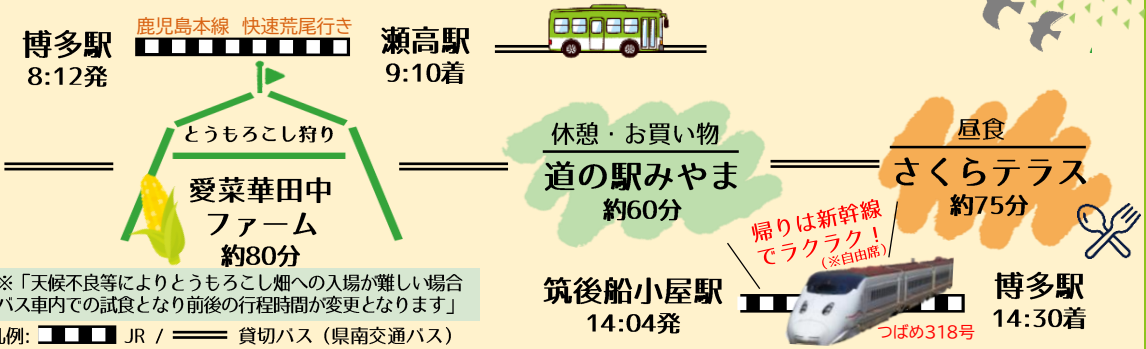 博多駅
8:12発
鹿児島本線 快速荒尾行き
瀬高駅
9:10着
とうもろこし狩り
愛菜華田中
ファーム
約80分
休憩・お買い物
道の駅みやま
約60分
昼食
さくらテラス
約75分
※「天候不良等によりとうもろこし畑への入場が難しい場合
バス車内での試食となり前後の行程時間が変更となります」
凡例: JR / 貸切バス（県南交通バス）
帰りは新幹線
でラクラク！
(※自由席)
筑後船小屋駅
14:04発
つばめ318号
博多駅
14:30着